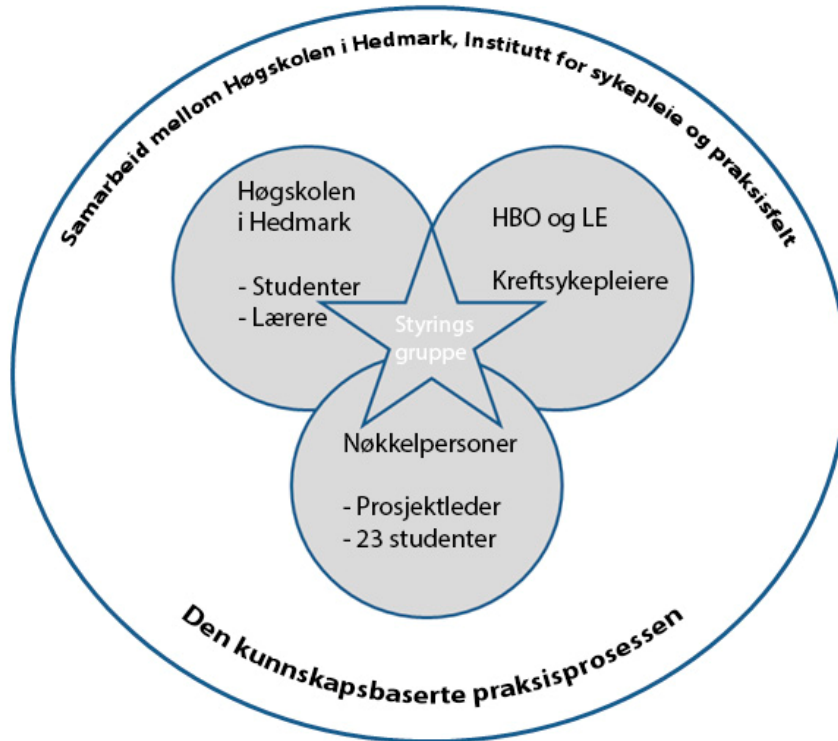 Samarbeid mellom Høgskolen i Hedmark, Institutt for sykepleie og praksisfelt
Høgskolen
i Hedmark
- Studenter
- Lærere
HBO og LE
Kreftsykepleiere
Styrings
gruppe
Nøkkelpersoner
- Prosjektleder
- 23 studenter
Den kunnskapsbaserte praksisprosessen